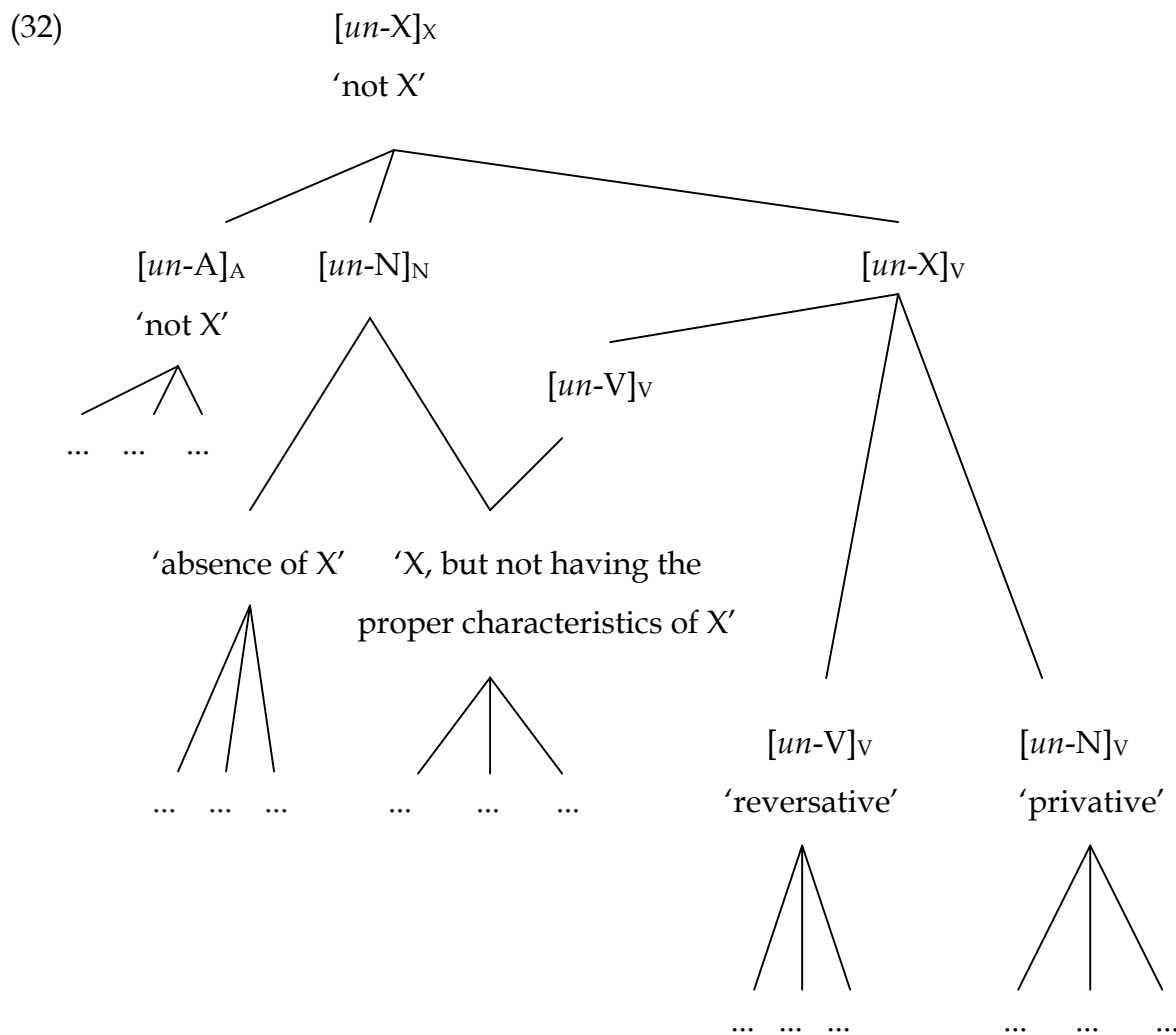 (32) [un-X]X
‘not X’
[un-A]A [un-N]N [un-X]V
‘not X’
[un-V]V
... ... ...
‘absence of X’ ‘X, but not having the
proper characteristics of X’
[un-V]V [un-N]V
... ... ... ... ... ...
‘reversative’ ‘privative’
... ... ... ... ... ...